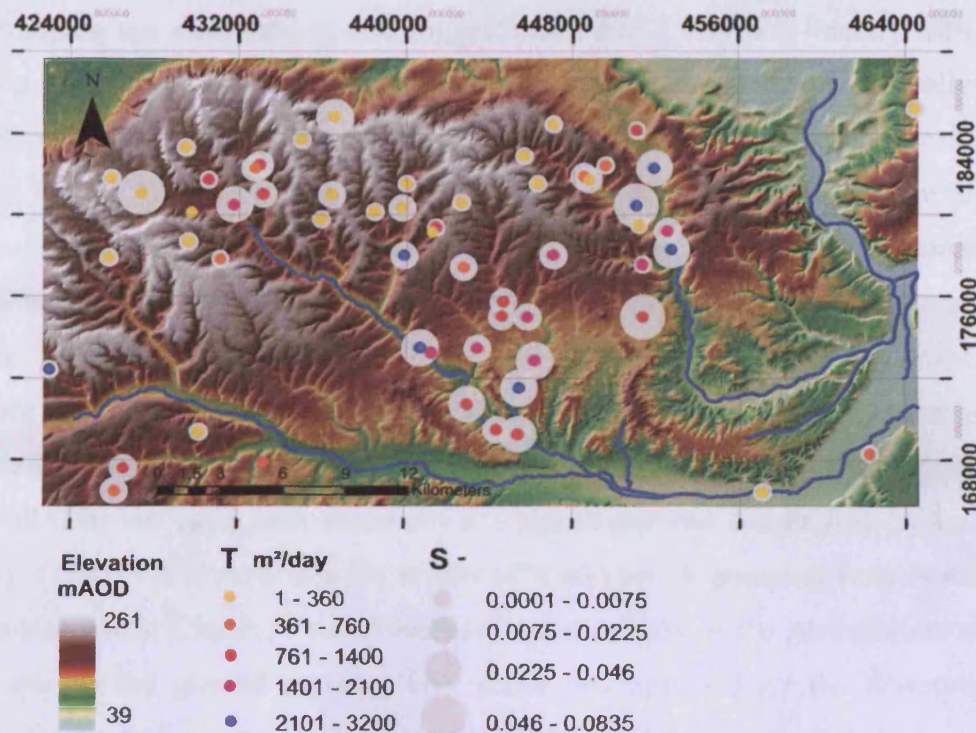 424000 432000 440000 448000 456000 464000
N
184000
176000
168000
0 1.5 3 6 9 12
Kilometers
Elevation
mAOD
261
39
T m²/day
1 - 360
361 - 760
761 - 1400
1401 - 2100
2101 - 3200
S -
0.0001 - 0.0075
0.0075 - 0.0225
0.0225 - 0.046
0.046 - 0.0835